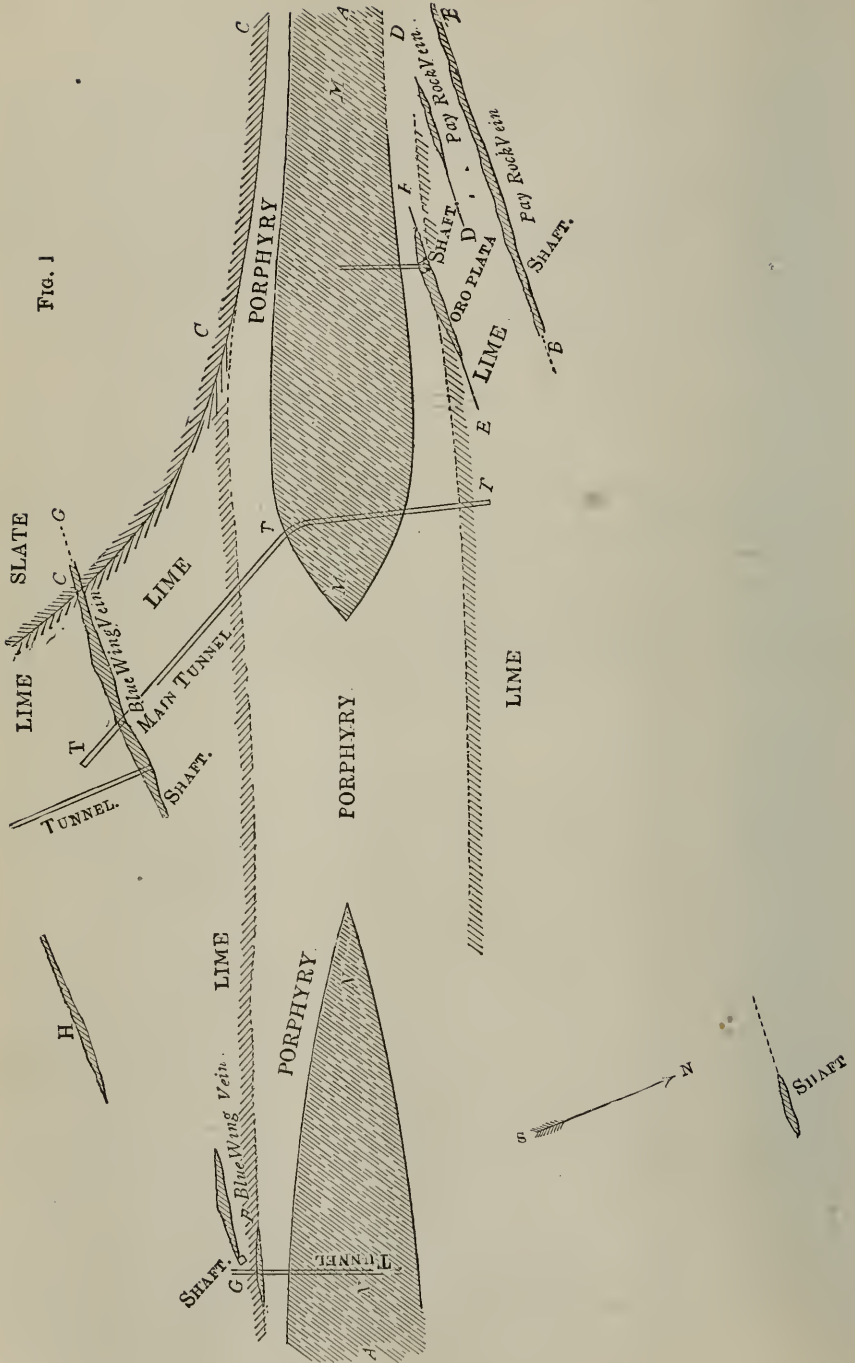 FIG. 1
SLATE
LIME
C
G
C
C
C
LIME
Blue Wing Vein
T
MAIN TUNNEL.
TUNNEL.
SHAFT.
H
PORPHYRY
A
M
T
M
D
E
Pay Rock Vein.
Pay Rock Vein
SHAFT.
D
ORO PLATA
SHAFT.
LIME
B
E
T
LIME
PORPHYRY
LIME
PORPHYRY
Blue Wing Vein.
SHAFT.
G
TUNNEL
N
N
A
S
N
SHAFT